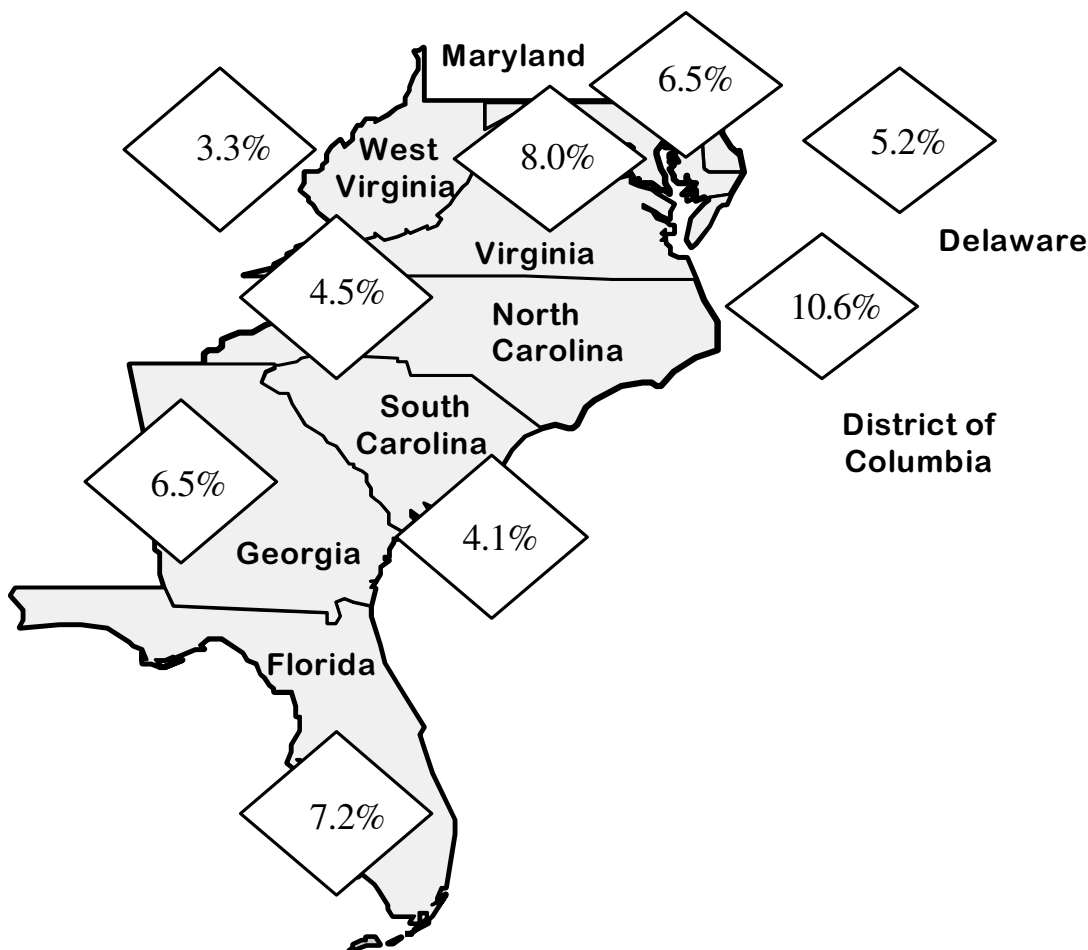 Maryland
6.5%
3.3%
West
Virginia
8.0%
5.2%
Delaware
Virginia
4.5%
10.6%
North
Carolina
South
Carolina
District of
Columbia
6.5%
4.1%
Georgia
Florida
7.2%